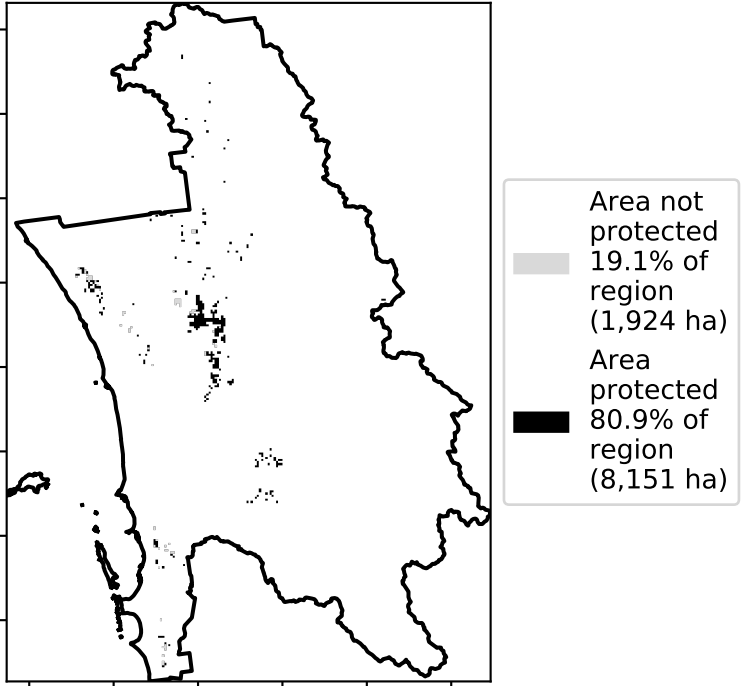 Area not
protected
19.1% of
region
(1,924 ha)
Area
protected
80.9% of
region
(8,151 ha)